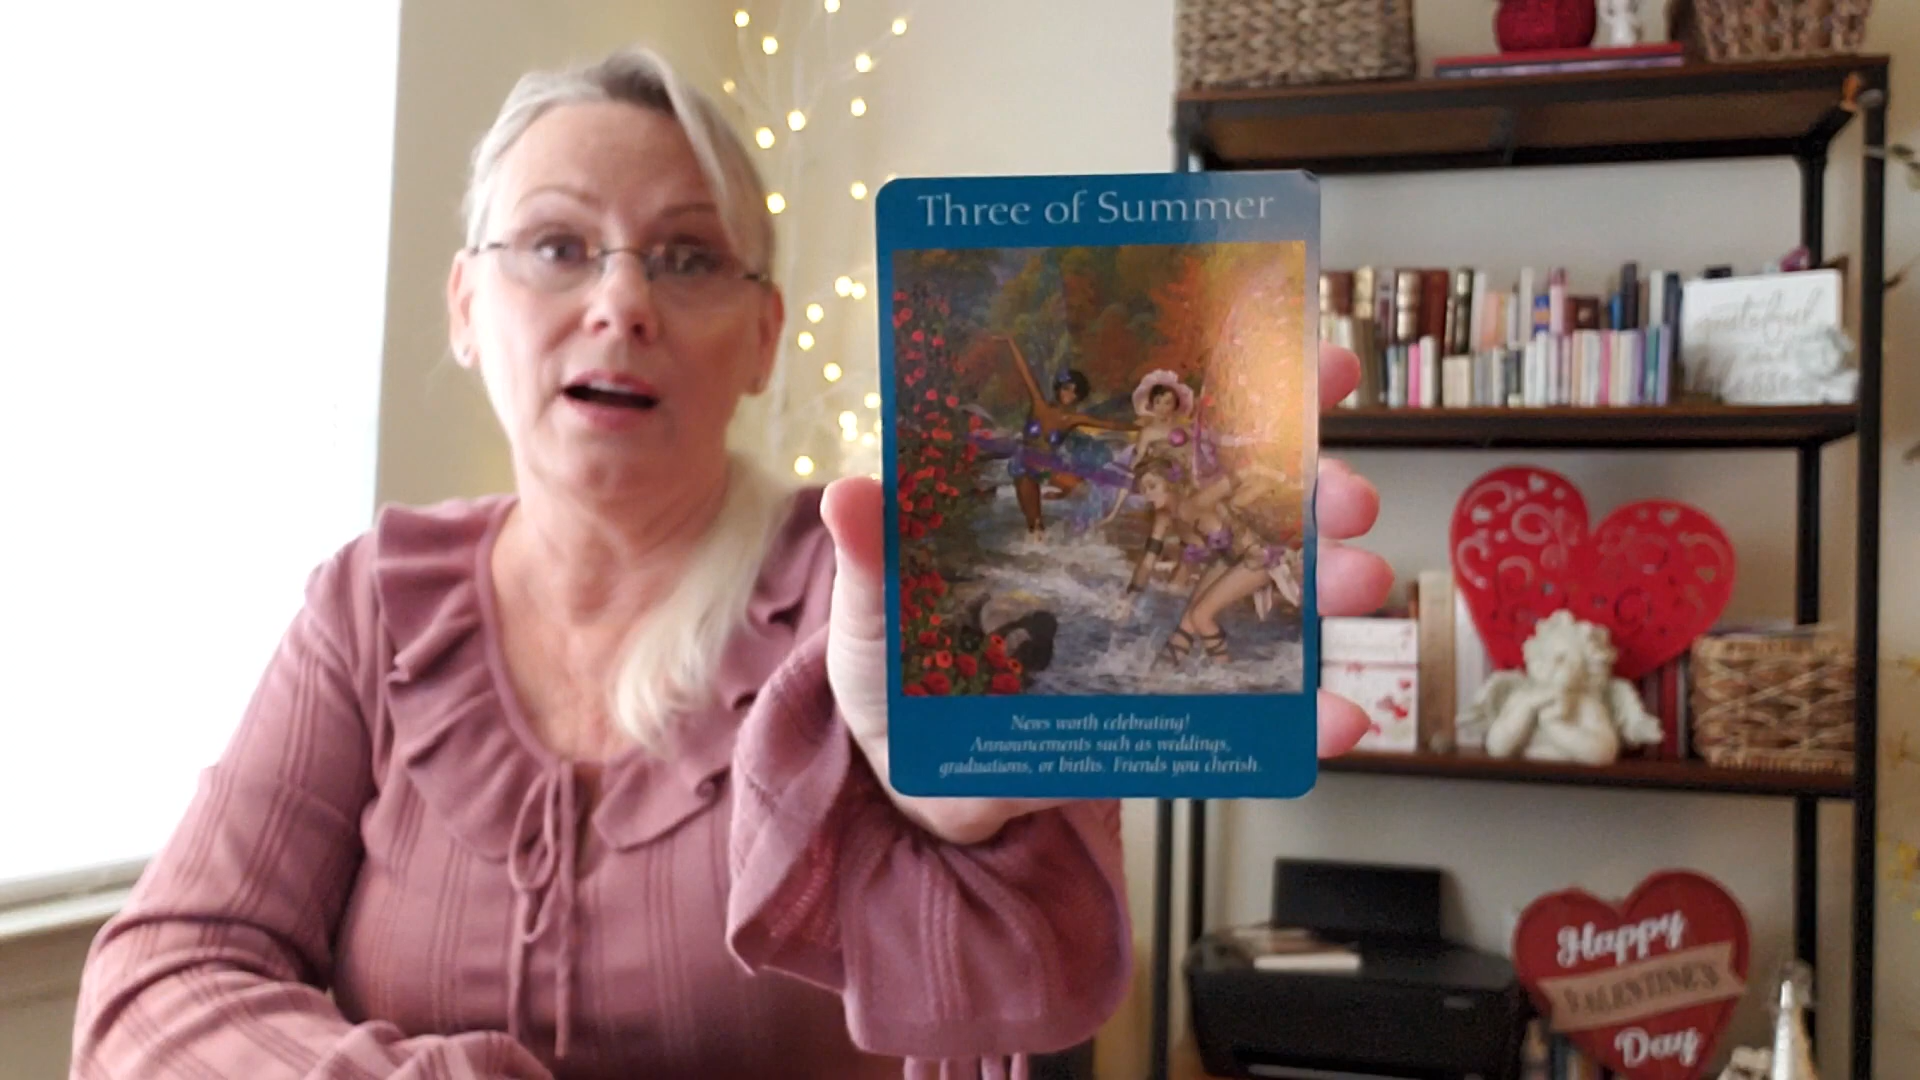 Three of Summer
News worth celebrating!
Announcements such as weddings,
graduations, or births. Friends you cherish.
Happy
VALENTINE'S
Day